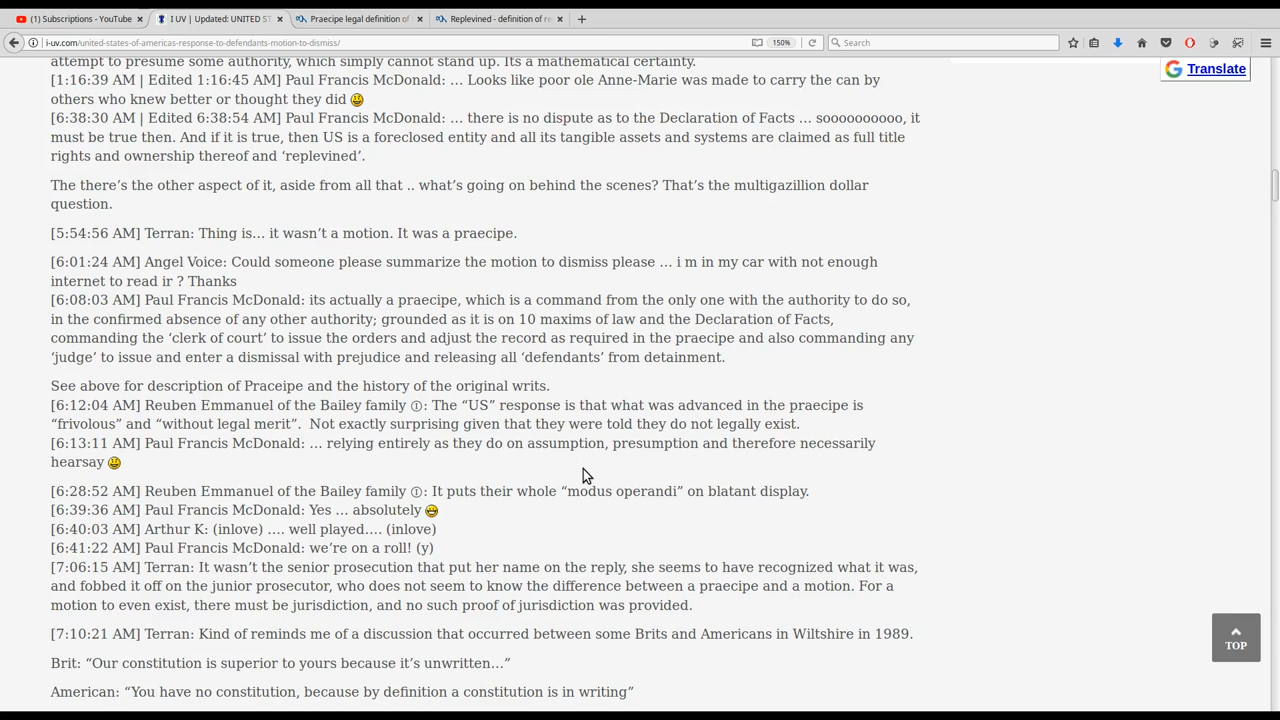 (1) Subscriptions - YouTube
I UV | Updated: UNITED ST
Praecipe legal definition of
Replevined - definition of re
i-uv.com/united-states-of-americas-response-to-defendants-motion-to-dismiss/
150%
Search
Translate
attempt to presume some authority, which simply cannot stand up. Its a mathematical certainty.
[1:16:39 AM | Edited 1:16:45 AM] Paul Francis McDonald: … looks like poor ole Anne-Marie was made to carry the can by
others who knew better or thought they did
[6:38:30 AM | Edited 6:38:54 AM] Paul Francis McDonald: … there is no dispute as to the Declaration of Facts … soooooooooo, it
must be true then. And if it is true, then US is a foreclosed entity and all its tangible assets and systems are claimed as full title
rights and ownership thereof and ‘replevined’.
The there’s the other aspect of it, aside from all that .. what’s going on behind the scenes? That’s the multigazillion dollar
question.
[5:54:56 AM] Terran: Thing is… it wasn’t a motion. It was a praecipe.
[6:01:24 AM] Angel Voice: Could someone please summarize the motion to dismiss please … i m in my car with not enough
internet to read ir ? Thanks
[6:08:03 AM] Paul Francis McDonald: its actually a praecipe, which is a command from the only one with the authority to do so,
in the confirmed absence of any other authority; grounded as it is on 10 maxims of law and the Declaration of Facts,
commanding the ‘clerk of court’ to issue the orders and adjust the record as required in the praecipe and also commanding any
‘judge’ to issue and enter a dismissal with prejudice and releasing all ‘defendants’ from detainment.
See above for description of Praceipe and the history of the original writs.
[6:12:04 AM] Reuben Emmanuel of the Bailey family Ⓘ: The “US” response is that what was advanced in the praecipe is
“frivolous” and “without legal merit”.  Not exactly surprising given that they were told they do not legally exist.
[6:13:11 AM] Paul Francis McDonald: … relying entirely as they do on assumption, presumption and therefore necessarily
hearsay
[6:28:52 AM] Reuben Emmanuel of the Bailey family Ⓘ: It puts their whole “modus operandi” on blatant display.
[6:39:36 AM] Paul Francis McDonald: Yes … absolutely
[6:40:03 AM] Arthur K: (inlove) …. well played…. (inlove)
[6:41:22 AM] Paul Francis McDonald: we’re on a roll! (y)
[7:06:15 AM] Terran: It wasn’t the senior prosecution that put her name on the reply, she seems to have recognized what it was,
and fobbed it off on the junior prosecutor, who does not seem to know the difference between a praecipe and a motion. For a
motion to even exist, there must be jurisdiction, and no such proof of jurisdiction was provided.
[7:10:21 AM] Terran: Kind of reminds me of a discussion that occurred between some Brits and Americans in Wiltshire in 1989.
Brit: “Our constitution is superior to yours because it’s unwritten…”
American: “You have no constitution, because by definition a constitution is in writing”
TOP